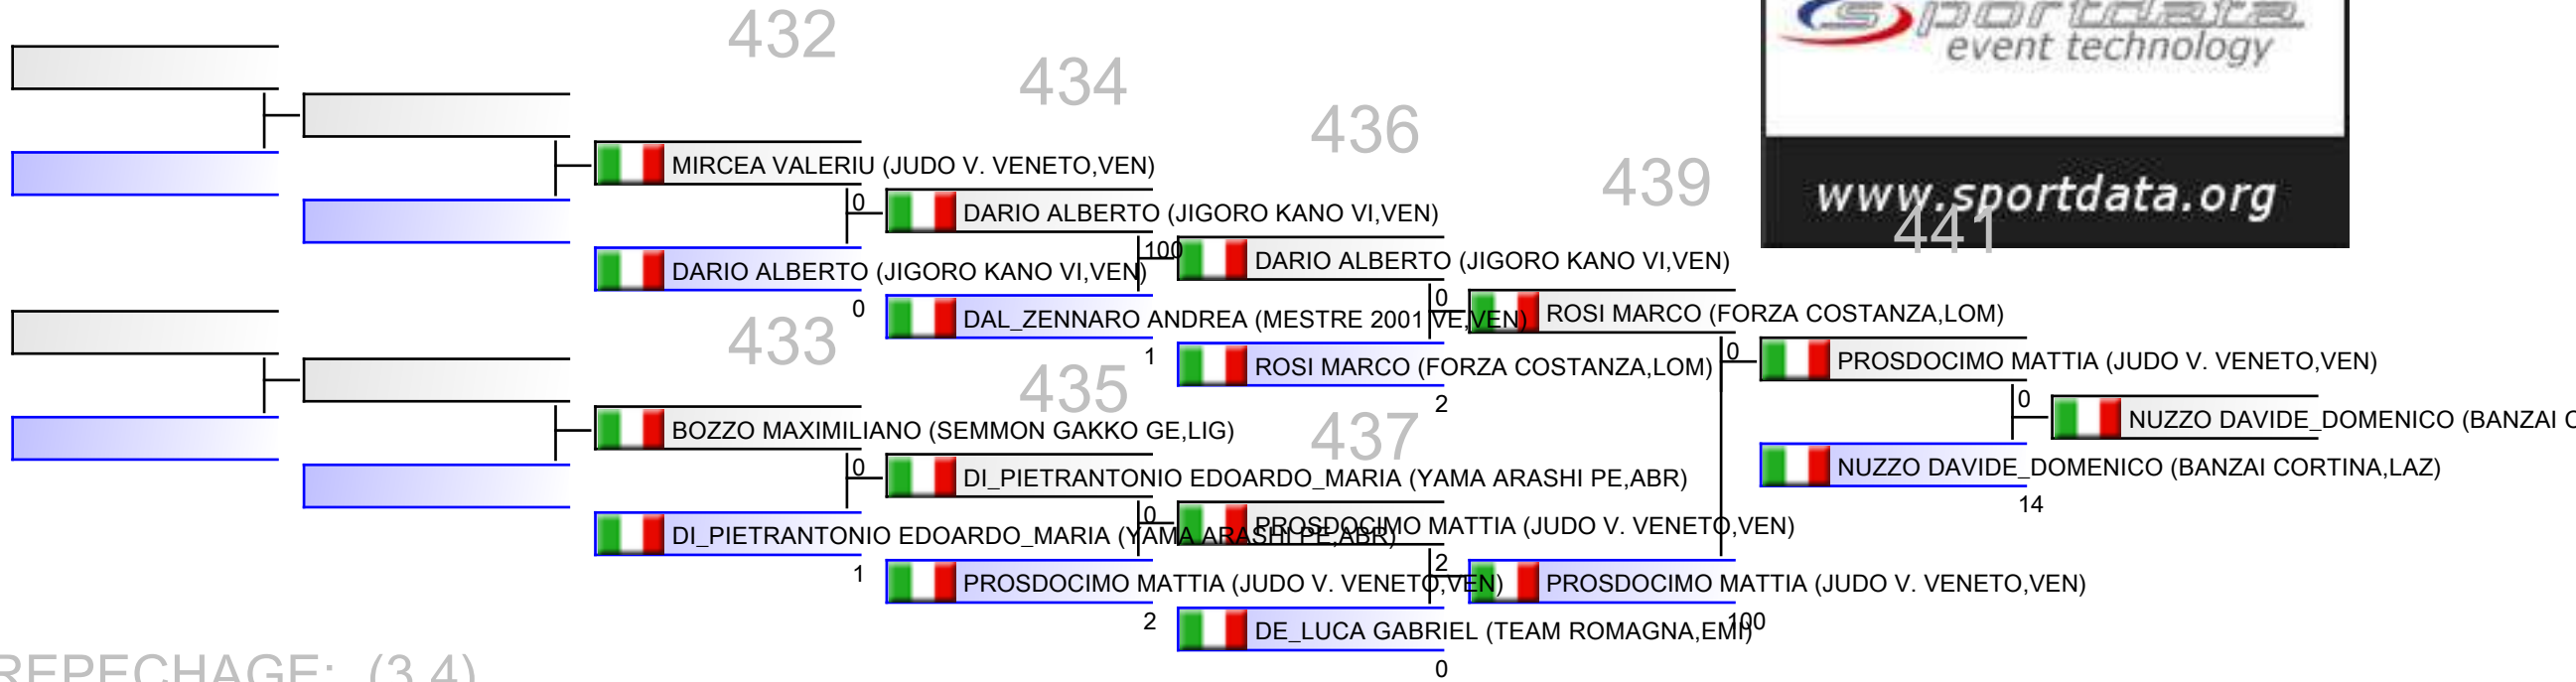 432
sportdata
event technology
434
436
439
www.sportdata.org
441
MIRCEA VALERIU (JUDO V. VENETO,VEN)
0
DARIO ALBERTO (JIGORO KANO VI,VEN)
100
DARIO ALBERTO (JIGORO KANO VI,VEN)
DARIO ALBERTO (JIGORO KANO VI,VEN)
0
0
DAL_ZENNARO ANDREA (MESTRE 2001 VE,VEN)
ROSI MARCO (FORZA COSTANZA,LOM)
433
1
0
PROSDOCIMO MATTIA (JUDO V. VENETO,VEN)
ROSI MARCO (FORZA COSTANZA,LOM)
435
2
0
NUZZO DAVIDE_DOMENICO (BANZAI C
437
BOZZO MAXIMILIANO (SEMMON GAKKO GE,LIG)
0
DI_PIETRANTONIO EDOARDO_MARIA (YAMA ARASHI PE,ABR)
NUZZO DAVIDE_DOMENICO (BANZAI CORTINA,LAZ)
14
0
PROSDOCIMO MATTIA (JUDO V. VENETO,VEN)
DI_PIETRANTONIO EDOARDO_MARIA (YAMA ARASHI PE,ABR)
1
2
PROSDOCIMO MATTIA (JUDO V. VENETO,VEN)
PROSDOCIMO MATTIA (JUDO V. VENETO,VEN)
2
100
DE_LUCA GABRIEL (TEAM ROMAGNA,EMI)
0
REPECHAGE: (3,4)